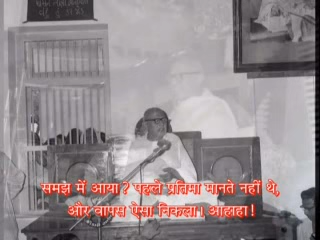 समझ में आया? पहले प्रतिमा मानते नहीं थे,
और वापस ऐसा निकला। आहाहा!